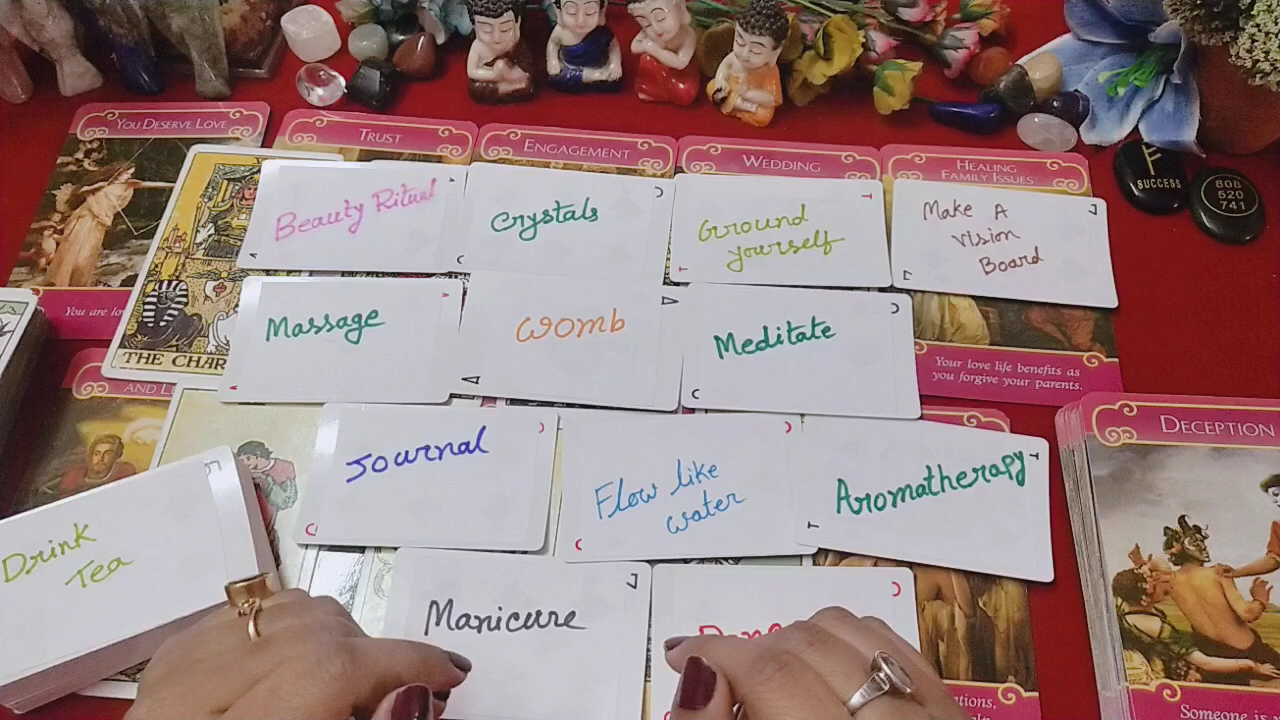 YOU DESERVE LOVE
TRUST
ENGAGEMENT
WEDDING
HEALING
FAMILY ISSUES
SUCCESS
808
520
741
Beauty Ritual
Crystals
Ground
yourself
Make A
Vision
Board
You are
THE
Massage
Womb
Meditate
Your love life benefits as
you forgive your parents.
AND
DECEPTION
Journal
Flow like
water
Aromatherapy
Drink
Tea
Manicure
Someone is